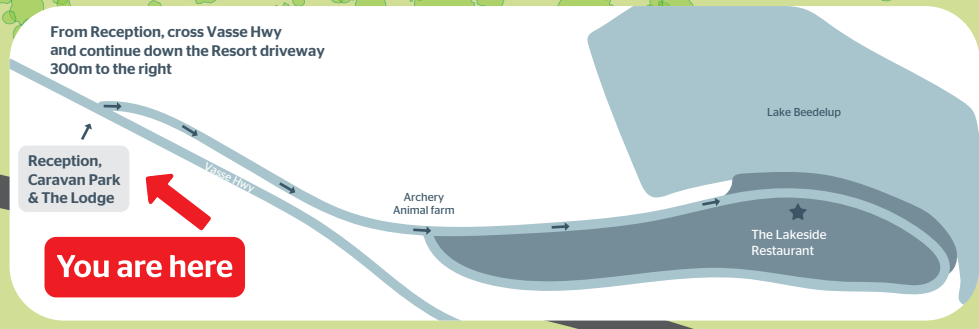 From Reception, cross Vasse Hwy
and continue down the Resort driveway
300m to the right
Lake Beedelup
Reception,
Caravan Park
& The Lodge
Vasse Hwy
Archery
Animal farm
The Lakeside
Restaurant
You are here